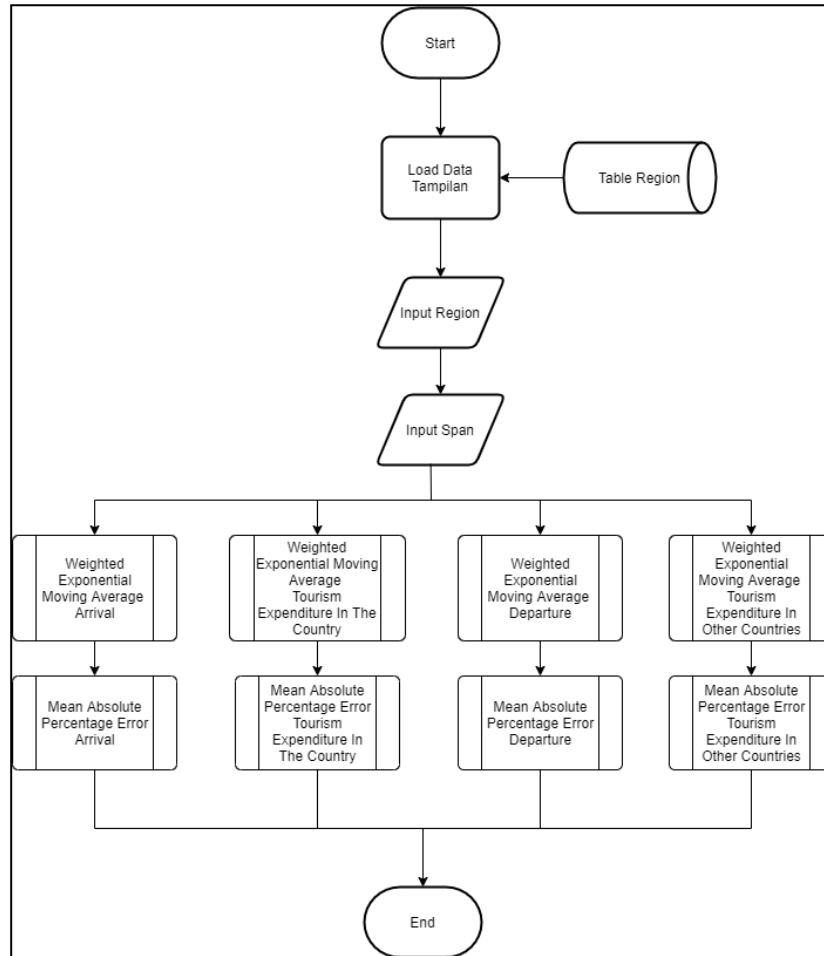 Start
Load Data
Tampilan
Table Region
Input Region
Input Span
Weighted
Exponential
Moving Average
Arrival
Weighted
Exponential Moving
Average
Tourism
Expenditure In The
Country
Weighted
Exponential
Moving Average
Departure
Weighted
Exponential
Moving Average
Tourism
Expenditure In
Other Countries
Mean Absolute
Percentage Error
Arrival
Mean Absolute
Percentage Error
Tourism
Expenditure In
The Country
Mean Absolute
Percentage Error
Departure
Mean Absolute
Percentage Error
Tourism
Expenditure In
Other Countries
End